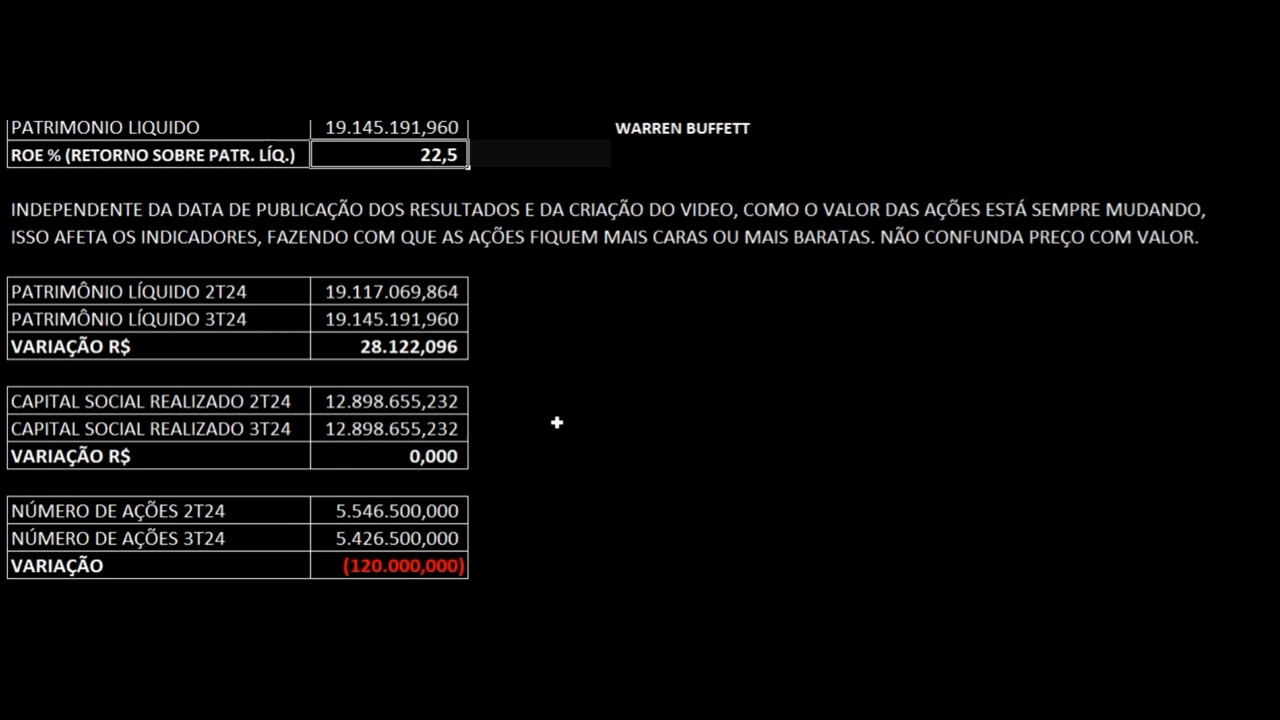 PATRIMONIO LIQUIDO 19.145.191,960 WARREN BUFFETT
ROE % (RETORNO SOBRE PATR. LÍQ.) 22,5
INDEPENDENTE DA DATA DE PUBLICAÇÃO DOS RESULTADOS E DA CRIAÇÃO DO VIDEO, COMO O VALOR DAS AÇÕES ESTÁ SEMPRE MUDANDO,
ISSO AFETA OS INDICADORES, FAZENDO COM QUE AS AÇÕES FIQUEM MAIS CARAS OU MAIS BARATAS. NÃO CONFUNDA PREÇO COM VALOR.
PATRIMÔNIO LÍQUIDO 2T24 19.117.069,864
PATRIMÔNIO LÍQUIDO 3T24 19.145.191,960
VARIAÇÃO R$ 28.122,096
CAPITAL SOCIAL REALIZADO 2T24 12.898.655,232
CAPITAL SOCIAL REALIZADO 3T24 12.898.655,232
VARIAÇÃO R$ 0,000
NÚMERO DE AÇÕES 2T24 5.546.500,000
NÚMERO DE AÇÕES 3T24 5.426.500,000
VARIAÇÃO (120.000,000)